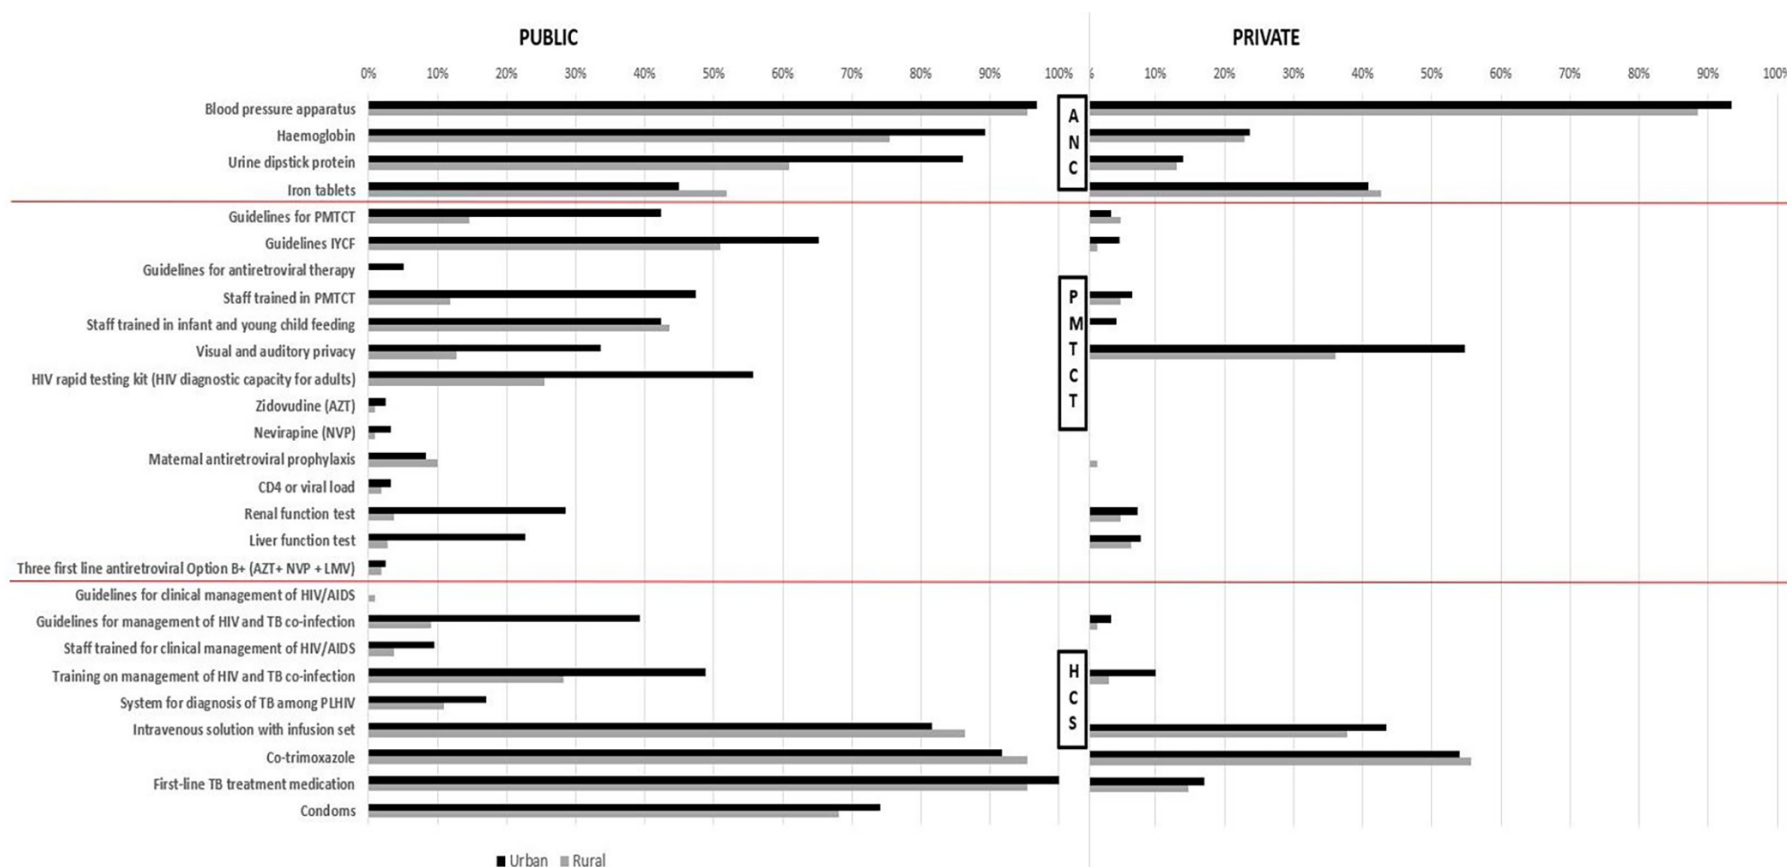 PUBLIC PRIVATE
0% 10% 20% 30% 40% 50% 60% 70% 80% 90% 100% % 10% 20% 30% 40% 50% 60% 70% 80% 90% 100%
Blood pressure apparatus
Haemoglobin
Urine dipstick protein
Iron tablets
ANC
Guidelines for PMTCT
Guidelines IYCF
Guidelines for antiretroviral therapy
Staff trained in PMTCT
Staff trained in infant and young child feeding
Visual and auditory privacy
HIV rapid testing kit (HIV diagnostic capacity for adults)
Zidovudine (AZT)
Nevirapine (NVP)
Maternal antiretroviral prophylaxis
CD4 or viral load
Renal function test
Liver function test
Three first line antiretroviral Option B+ (AZT+ NVP + LMV)
PMTCT
Guidelines for clinical management of HIV/AIDS
Guidelines for management of HIV and TB co-infection
Staff trained for clinical management of HIV/AIDS
Training on management of HIV and TB co-infection
System for diagnosis of TB among PLHIV
Intravenous solution with infusion set
Co-trimoxazole
First-line TB treatment medication
Condoms
HCS
Urban Rural